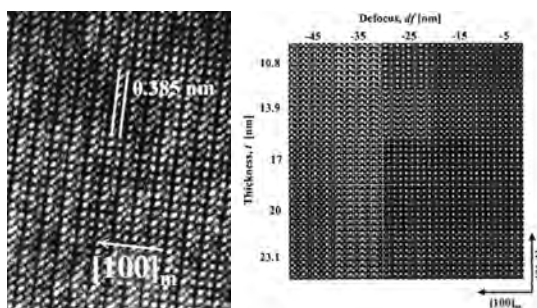 0.385 nm
[100]m
Defocus, df [nm]
-45 -35 -25 -15 -5
Thickness, t [nm]
10.8
13.9
17
20
23.1
[100]m